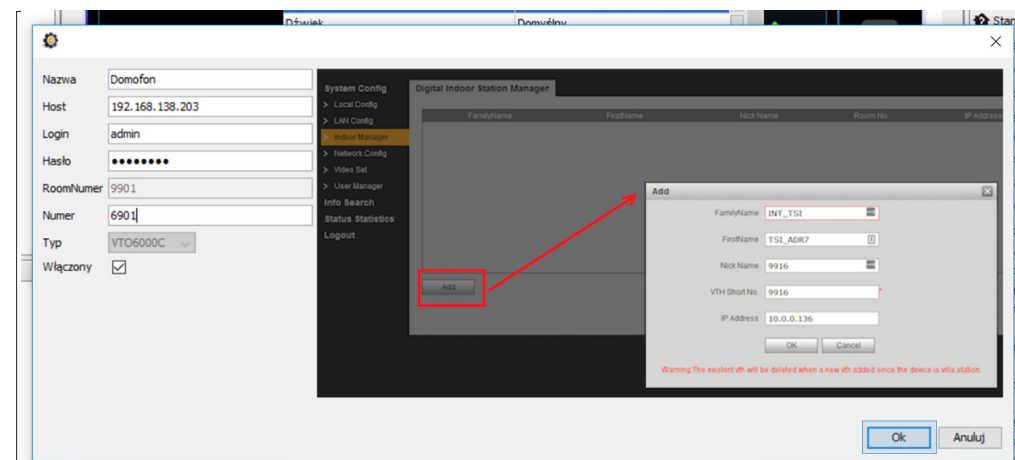 Dźwięk Domyślny
Stan
Nazwa Domofon
Host 192.168.138.203
Login admin
Hasło ●●●●●●●●
RoomNumer 9901
Numer 6901
Typ VTO6000C
Włączony
System Config
> Local Config
> LAN Config
> Indoor Manager
> Network Config
> Video Set
> User Manager
Info Search
Status Statistics
Logout
Digital Indoor Station Manager
FamilyName FirstName Nick Name Room No. IP Address
Add
Add
FamilyName INT_TSI
FirstName TSI_ADR7
Nick Name 9916
VTH Short No. 9916 *
IP Address 10.0.0.136
OK Cancel
Warning:The existent vth will be deleted when a new vth added since the device is villa station.
Ok Anuluj